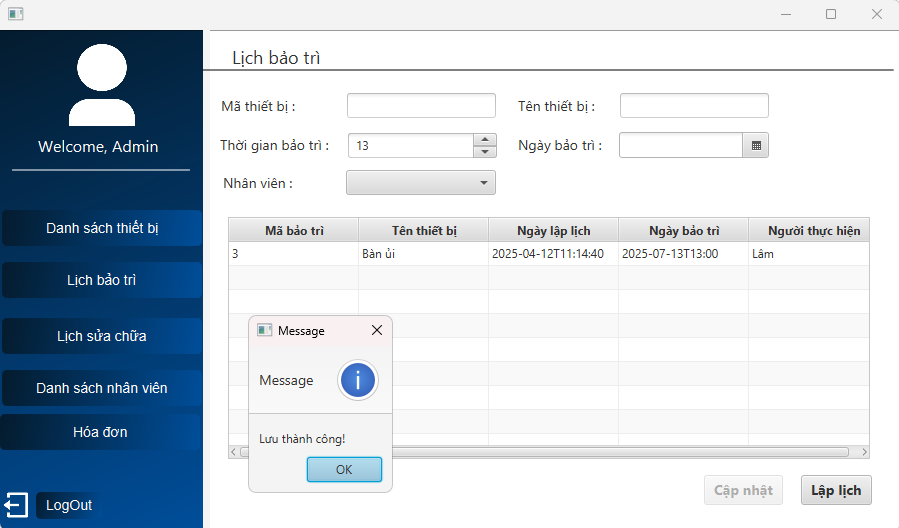 Welcome, Admin
Danh sách thiết bị
Lịch bảo trì
Lịch sửa chữa
Danh sách nhân viên
Hóa đơn
LogOut
Lịch bảo trì
Mã thiết bị :
Tên thiết bị :
Thời gian bảo trì : 13
Ngày bảo trì :
Nhân viên :
Mã bảo trì Tên thiết bị Ngày lập lịch Ngày bảo trì Người thực hiện
3 Bàn ủi 2025-04-12T11:14:40 2025-07-13T13:00 Lâm
Message
Message
Lưu thành công!
OK
Cập nhật Lập lịch